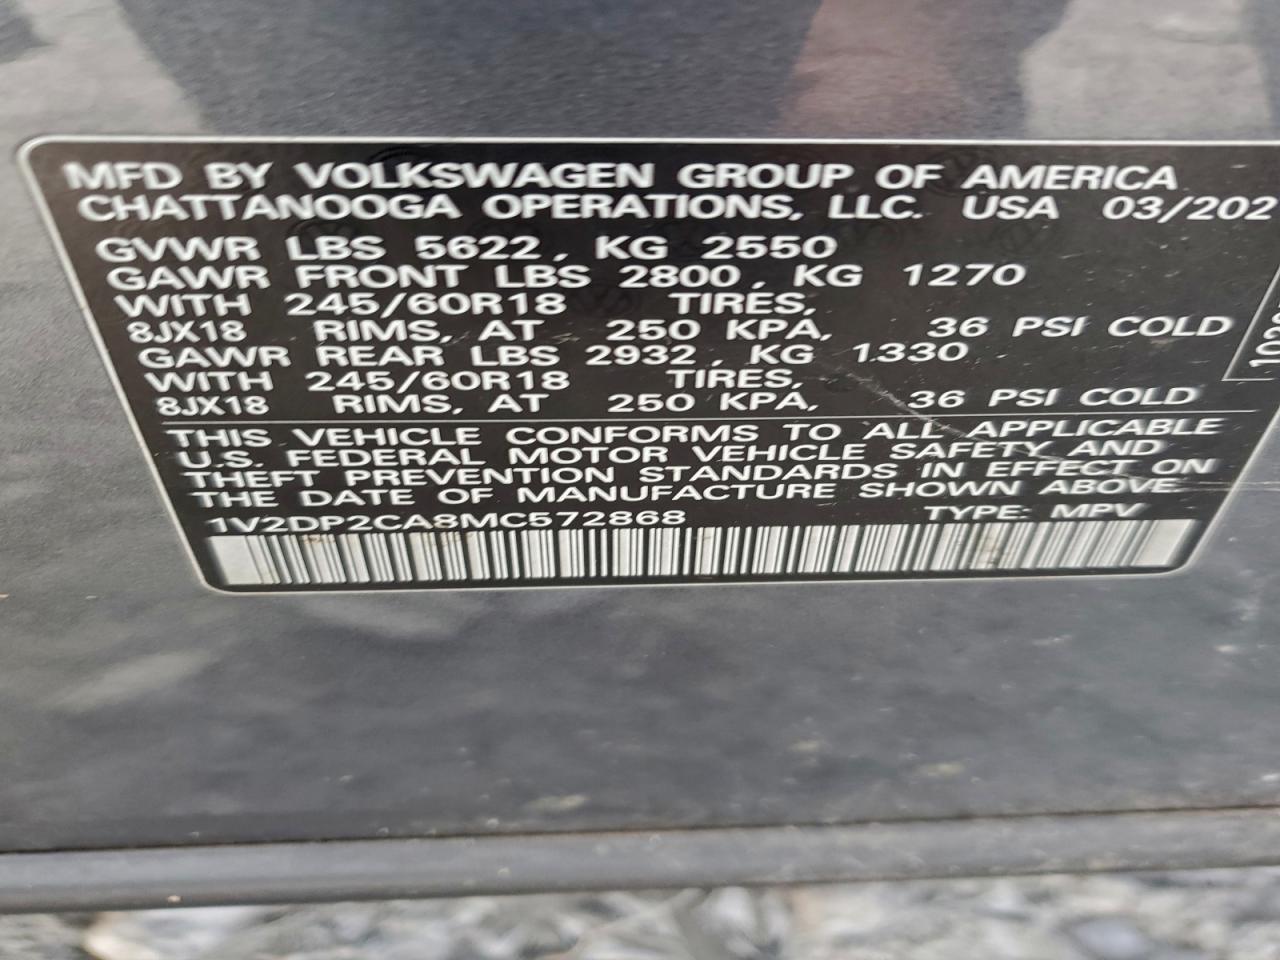 MFD BY VOLKSWAGEN GROUP OF AMERICA
CHATTANOOGA OPERATIONS, LLC. USA 03/202
GVWR LBS 5622, KG 2550
GAWR FRONT LBS 2800, KG 1270
WITH 245/60R18 TIRES,
8JX18 RIMS, AT 250 KPA, 36 PSI COLD
GAWR REAR LBS 2932, KG 1330
WITH 245/60R18 TIRES,
8JX18 RIMS, AT 250 KPA, 36 PSI COLD
THIS VEHICLE CONFORMS TO ALL APPLICABLE
U.S. FEDERAL MOTOR VEHICLE SAFETY AND
THEFT PREVENTION STANDARDS IN EFFECT ON
THE DATE OF MANUFACTURE SHOWN ABOVE
1V2DP2CA8MC572868 TYPE: MPV